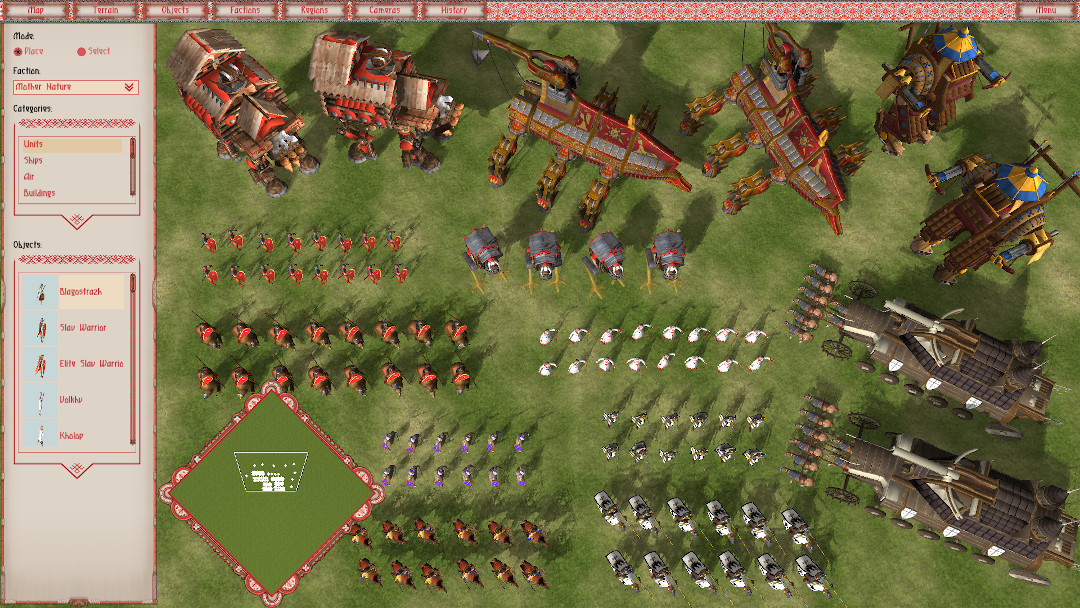 Map Terrain Objects Factions Regions Cameras History Menu
Mode:
Place Select
Faction:
Mother Nature
Categories:
Units
Ships
Air
Buildings
Objects:
Blagostrazh
Slav Warrior
Elite Slav Warrio
Volkhv
Kholop